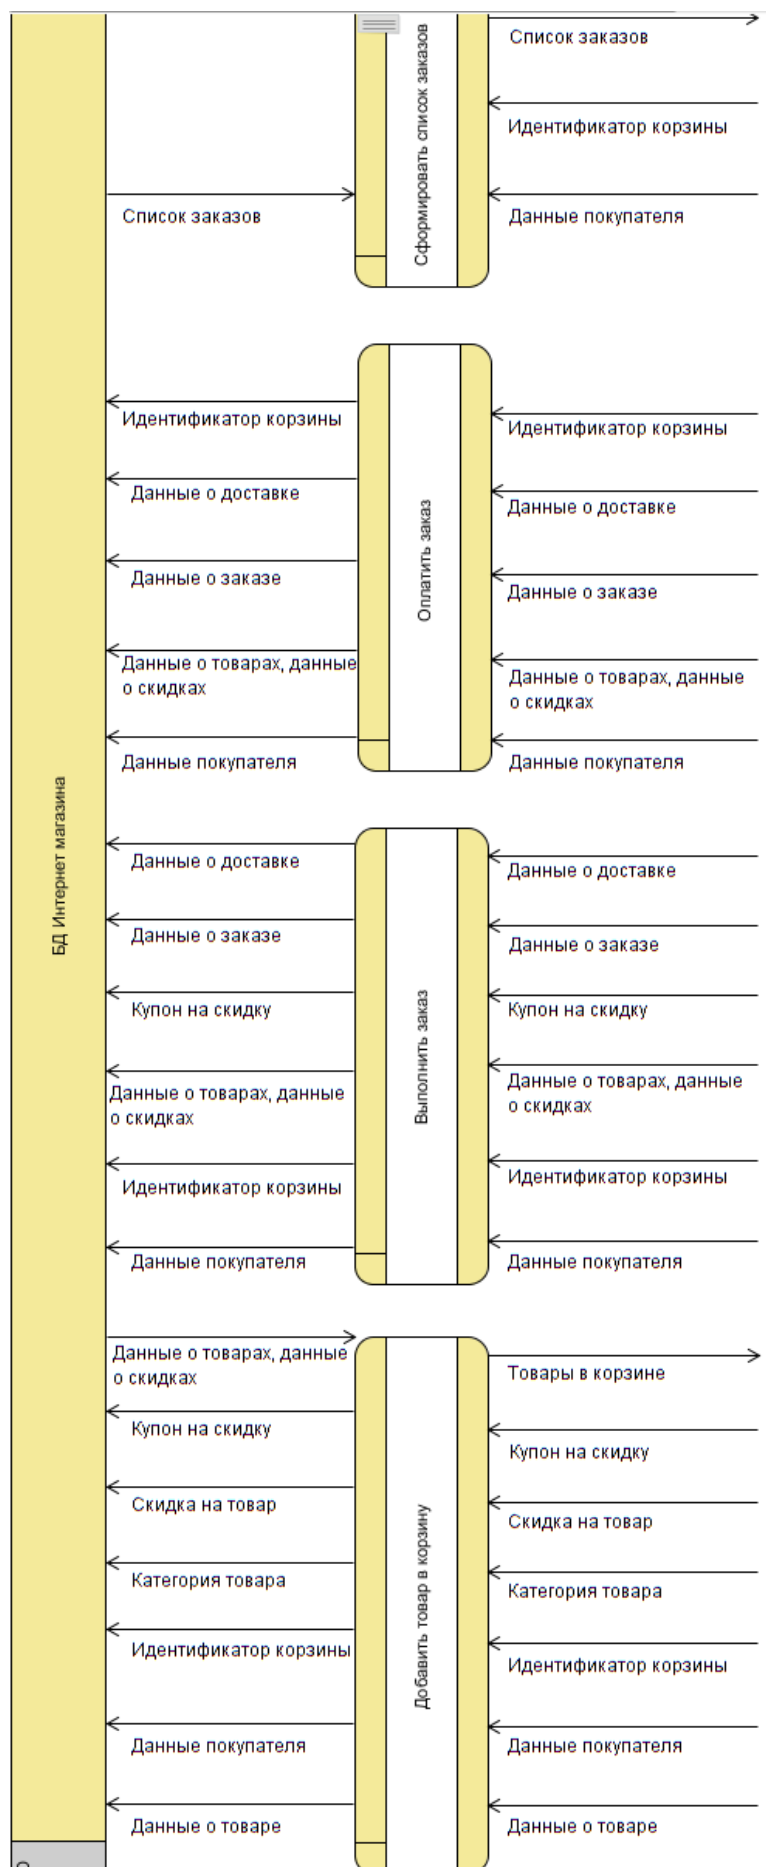 Список заказов
Идентификатор корзины
Сформировать список заказов
Список заказов
Данные покупателя
Идентификатор корзины
Идентификатор корзины
Данные о доставке
Данные о доставке
Оплатить заказ
Данные о заказе
Данные о заказе
Данные о товарах, данные
о скидках
Данные о товарах, данные
о скидках
Данные покупателя
Данные покупателя
БД Интернет магазина
Данные о доставке
Данные о доставке
Данные о заказе
Данные о заказе
Купон на скидку
Купон на скидку
Выполнить заказ
Данные о товарах, данные
о скидках
Данные о товарах, данные
о скидках
Идентификатор корзины
Идентификатор корзины
Данные покупателя
Данные покупателя
Данные о товарах, данные
о скидках
Товары в корзине
Купон на скидку
Купон на скидку
Скидка на товар
Скидка на товар
Категория товара
Категория товара
Добавить товар в корзину
Идентификатор корзины
Идентификатор корзины
Данные покупателя
Данные покупателя
Данные о товаре
Данные о товаре